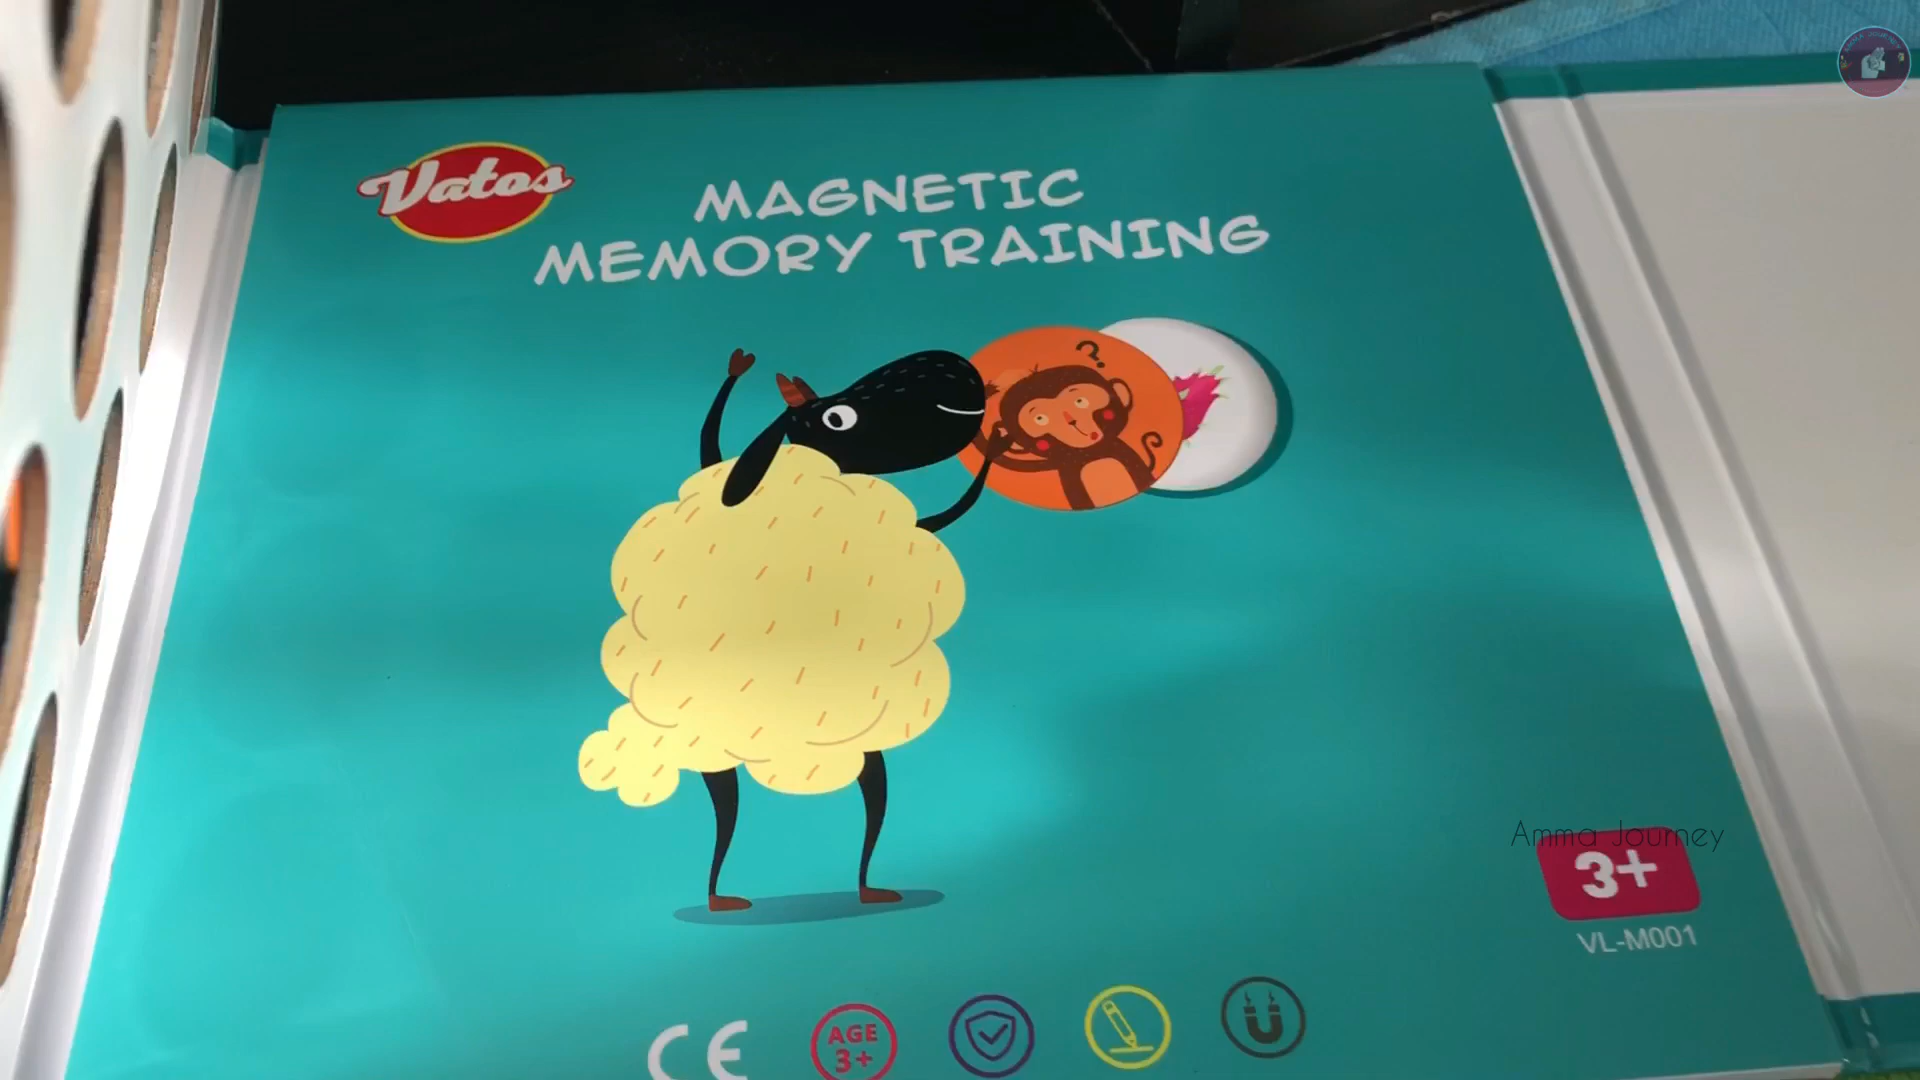 Vatos
MAGNETIC
MEMORY TRAINING
?
Amma Journey
3+
VL-M001
CE
AGE
3+